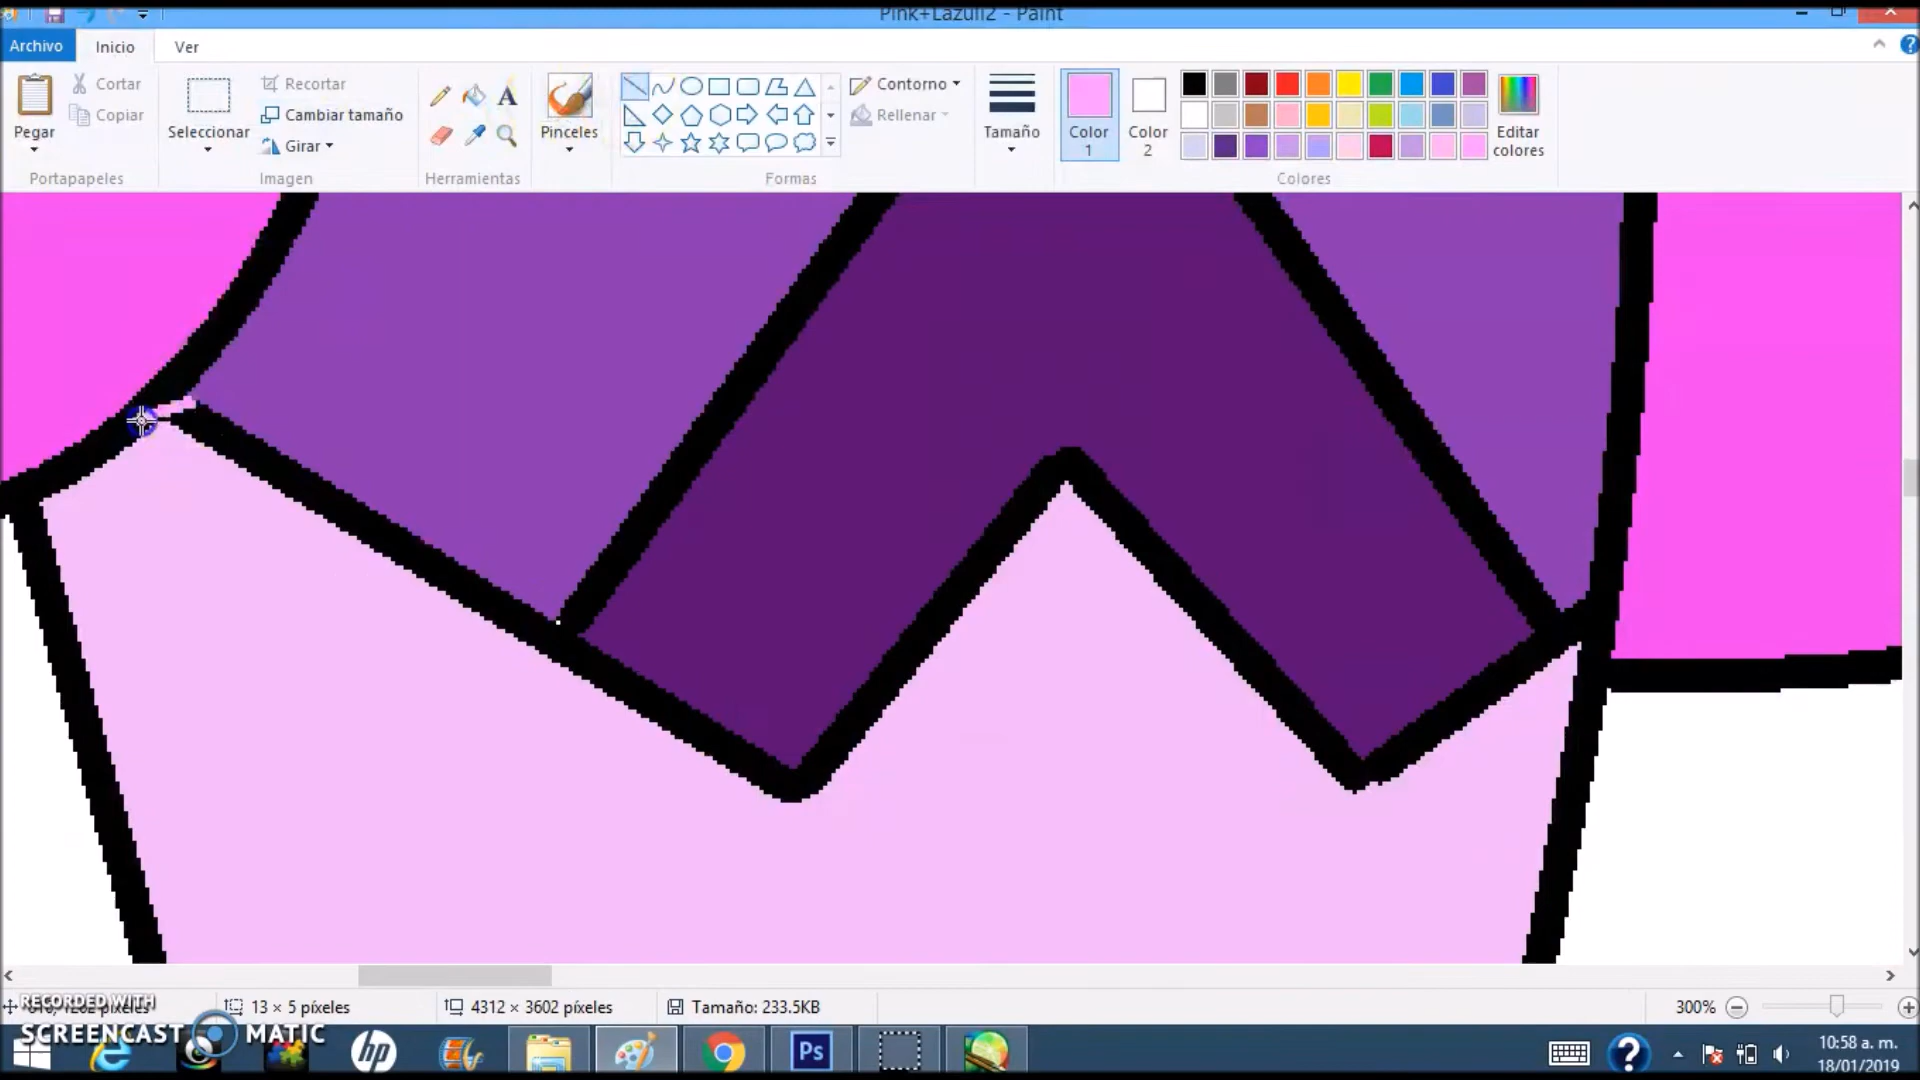 Pink+Lazuli2 - Paint
Archivo Inicio Ver
Pegar
Cortar
Copiar
Portapapeles
Seleccionar
Recortar
Cambiar tamaño
Girar
Imagen
A
Herramientas
Pinceles
Contorno
Rellenar
Formas
Tamaño
Color 1
Color 2
Editar colores
Colores
RECORDED WITH
SCREENCAST MATIC
13 × 5 píxeles
4312 × 3602 píxeles
Tamaño: 233.5KB
300%
hp
Ps
10:58 a. m.
18/01/2019